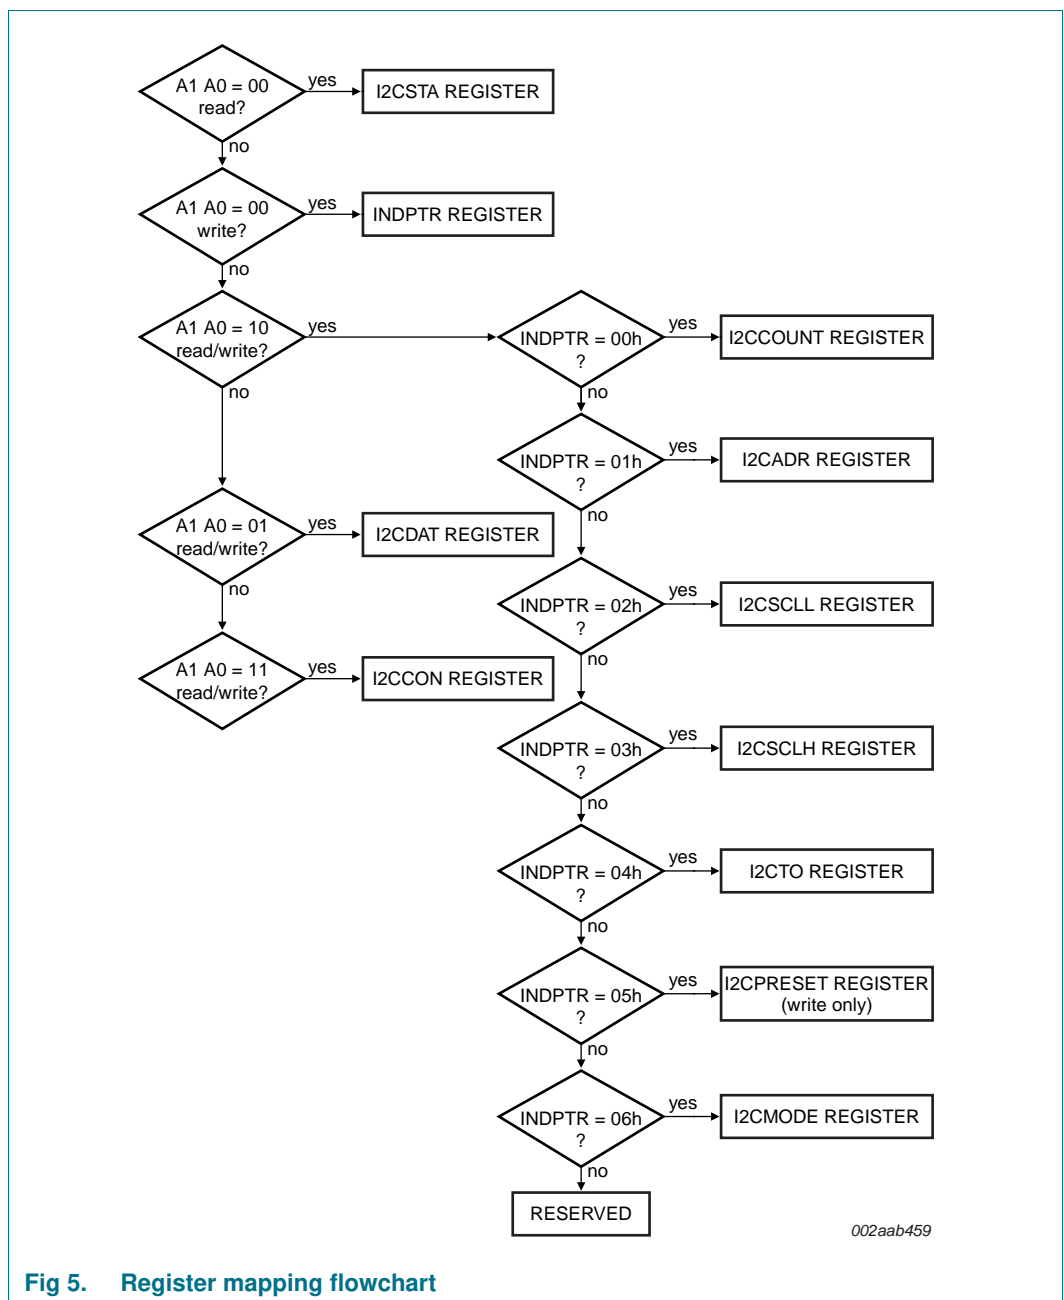 A1 A0 = 00
read?
yes
I2CSTA REGISTER
no
A1 A0 = 00
write?
yes
INDPTR REGISTER
no
A1 A0 = 10
read/write?
yes
INDPTR = 00h
?
yes
I2CCOUNT REGISTER
no
no
INDPTR = 01h
?
yes
I2CADR REGISTER
no
A1 A0 = 01
read/write?
yes
I2CDAT REGISTER
no
INDPTR = 02h
?
yes
I2CSCLL REGISTER
no
A1 A0 = 11
read/write?
yes
I2CCON REGISTER
INDPTR = 03h
?
yes
I2CSCLH REGISTER
no
INDPTR = 04h
?
yes
I2CTO REGISTER
no
INDPTR = 05h
?
yes
I2CPRESET REGISTER
(write only)
no
INDPTR = 06h
?
yes
I2CMODE REGISTER
no
RESERVED
002aab459
Fig 5. Register mapping flowchart